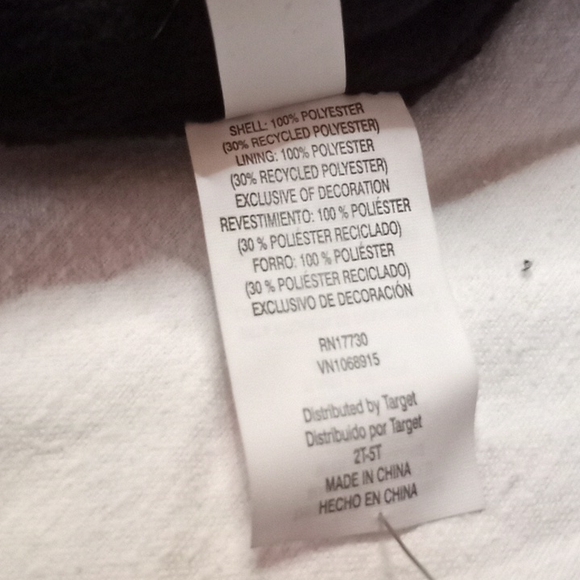 SHELL: 100% POLYESTER
(30% RECYCLED POLYESTER)
LINING: 100% POLYESTER
(30% RECYCLED POLYESTER)
EXCLUSIVE OF DECORATION
REVESTIMIENTO: 100 % POLIÉSTER
(30 % POLIÉSTER RECICLADO)
FORRO: 100 % POLIÉSTER
(30 % POLIÉSTER RECICLADO)
EXCLUSIVO DE DECORACIÓN
RN17730
VN1068915
Distributed by Target
Distribuido por Target
2T-5T
MADE IN CHINA
HECHO EN CHINA